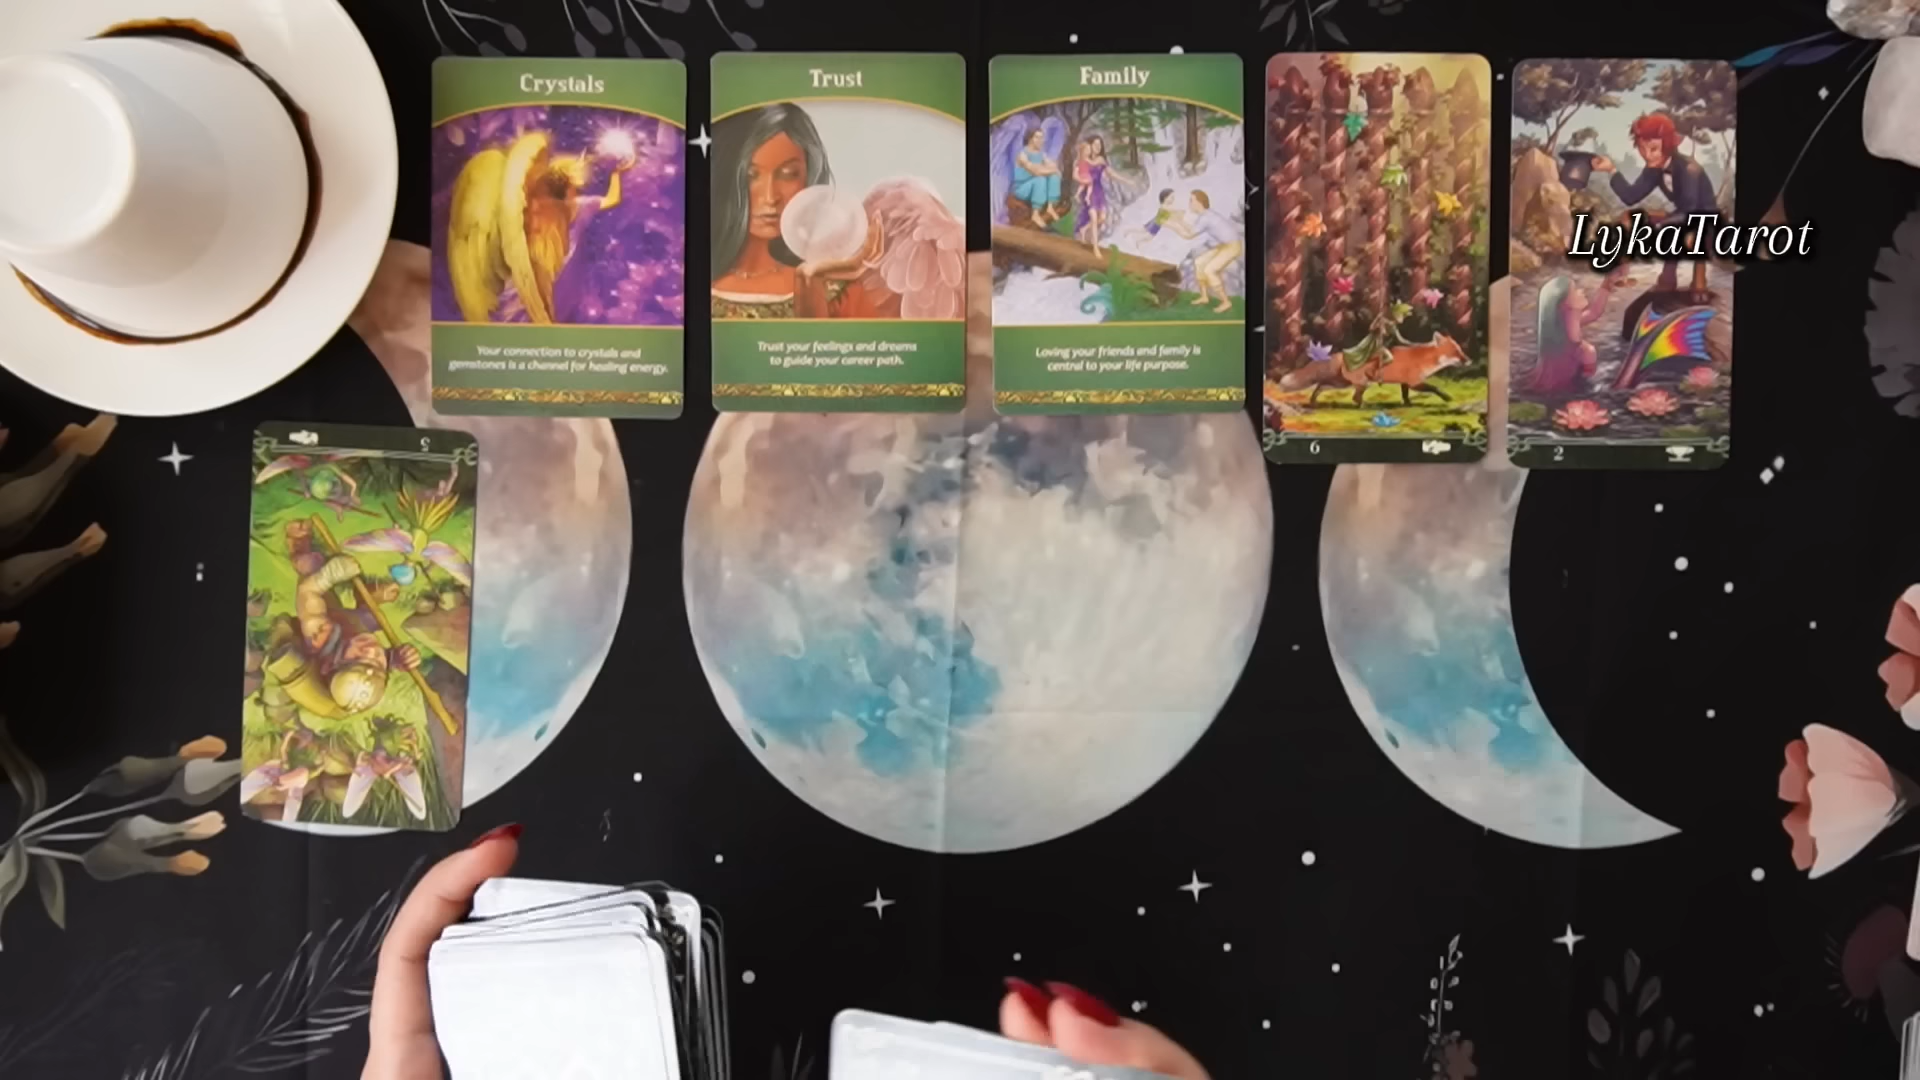 Crystals
Your connection to crystals and
gemstones is a channel for healing energy.
Trust
Trust your feelings and dreams
to guide your career path.
Family
Loving your friends and family is
central to your life purpose.
6
2
LykaTarot
5